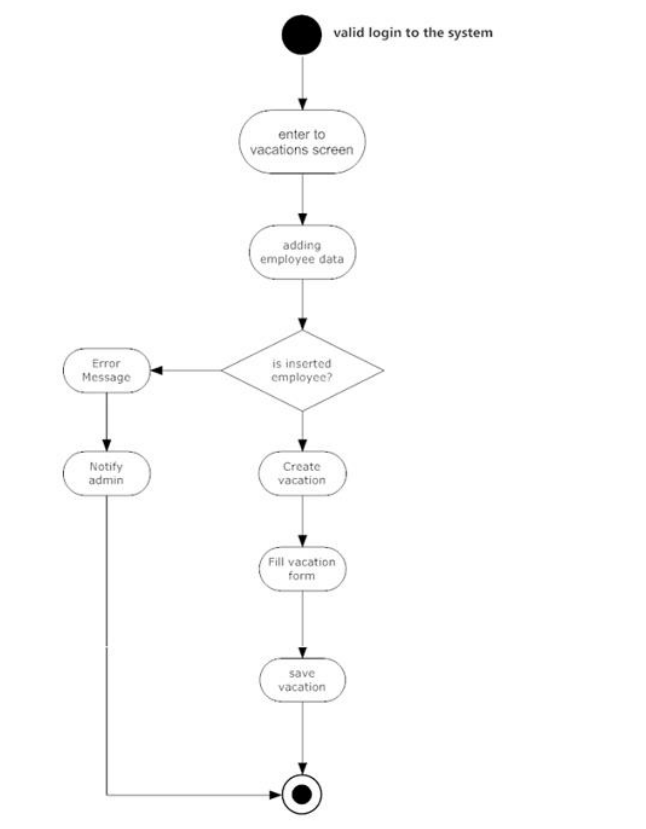 valid login to the system
enter to
vacations screen
adding
employee data
is inserted
employee?
Error
Message
Notify
admin
Create
vacation
Fill vacation
form
save
vacation